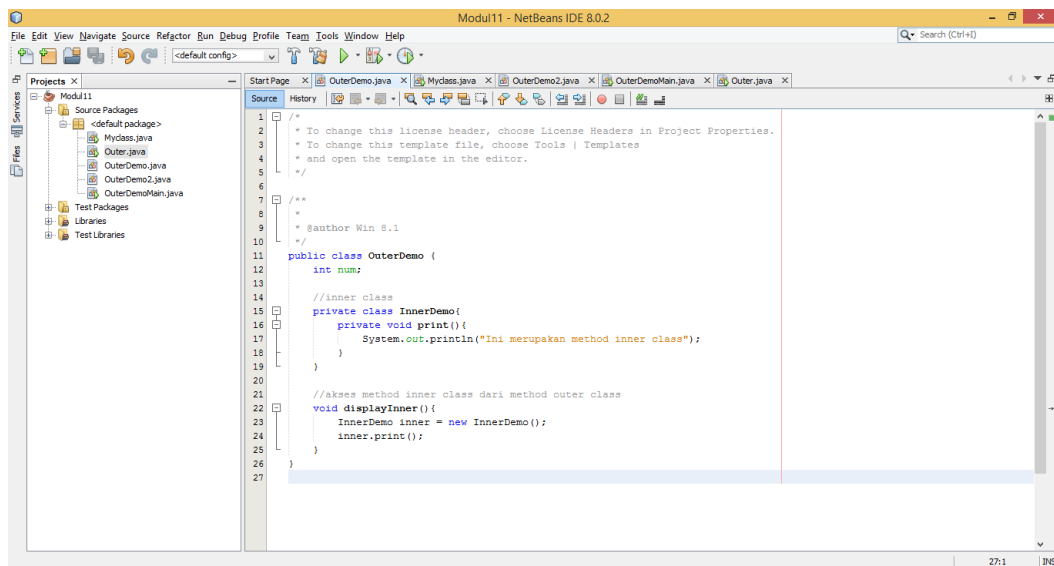 Modul11 - NetBeans IDE 8.0.2
File Edit View Navigate Source Refactor Run Debug Profile Team Tools Window Help
Search (Ctrl+I)
<default config>
Projects
Start Page
OuterDemo.java
Myclass.java
OuterDemo2.java
OuterDemoMain.java
Outer.java
Services
Files
Modul11
Source Packages
<default package>
Myclass.java
Outer.java
OuterDemo.java
OuterDemo2.java
OuterDemoMain.java
Test Packages
Libraries
Test Libraries
Source History
1 /*
2 * To change this license header, choose License Headers in Project Properties.
3 * To change this template file, choose Tools | Templates
4 * and open the template in the editor.
5 */
6
7 /**
8 *
9 * @author Win 8.1
10 */
11 public class OuterDemo {
12 int num;
13
14 //inner class
15 private class InnerDemo{
16 private void print(){
17 System.out.println("Ini merupakan method inner class");
18 }
19 }
20
21 //akses method inner class dari method outer class
22 void displayInner(){
23 InnerDemo inner = new InnerDemo();
24 inner.print();
25 }
26 }
27
27:1 INS